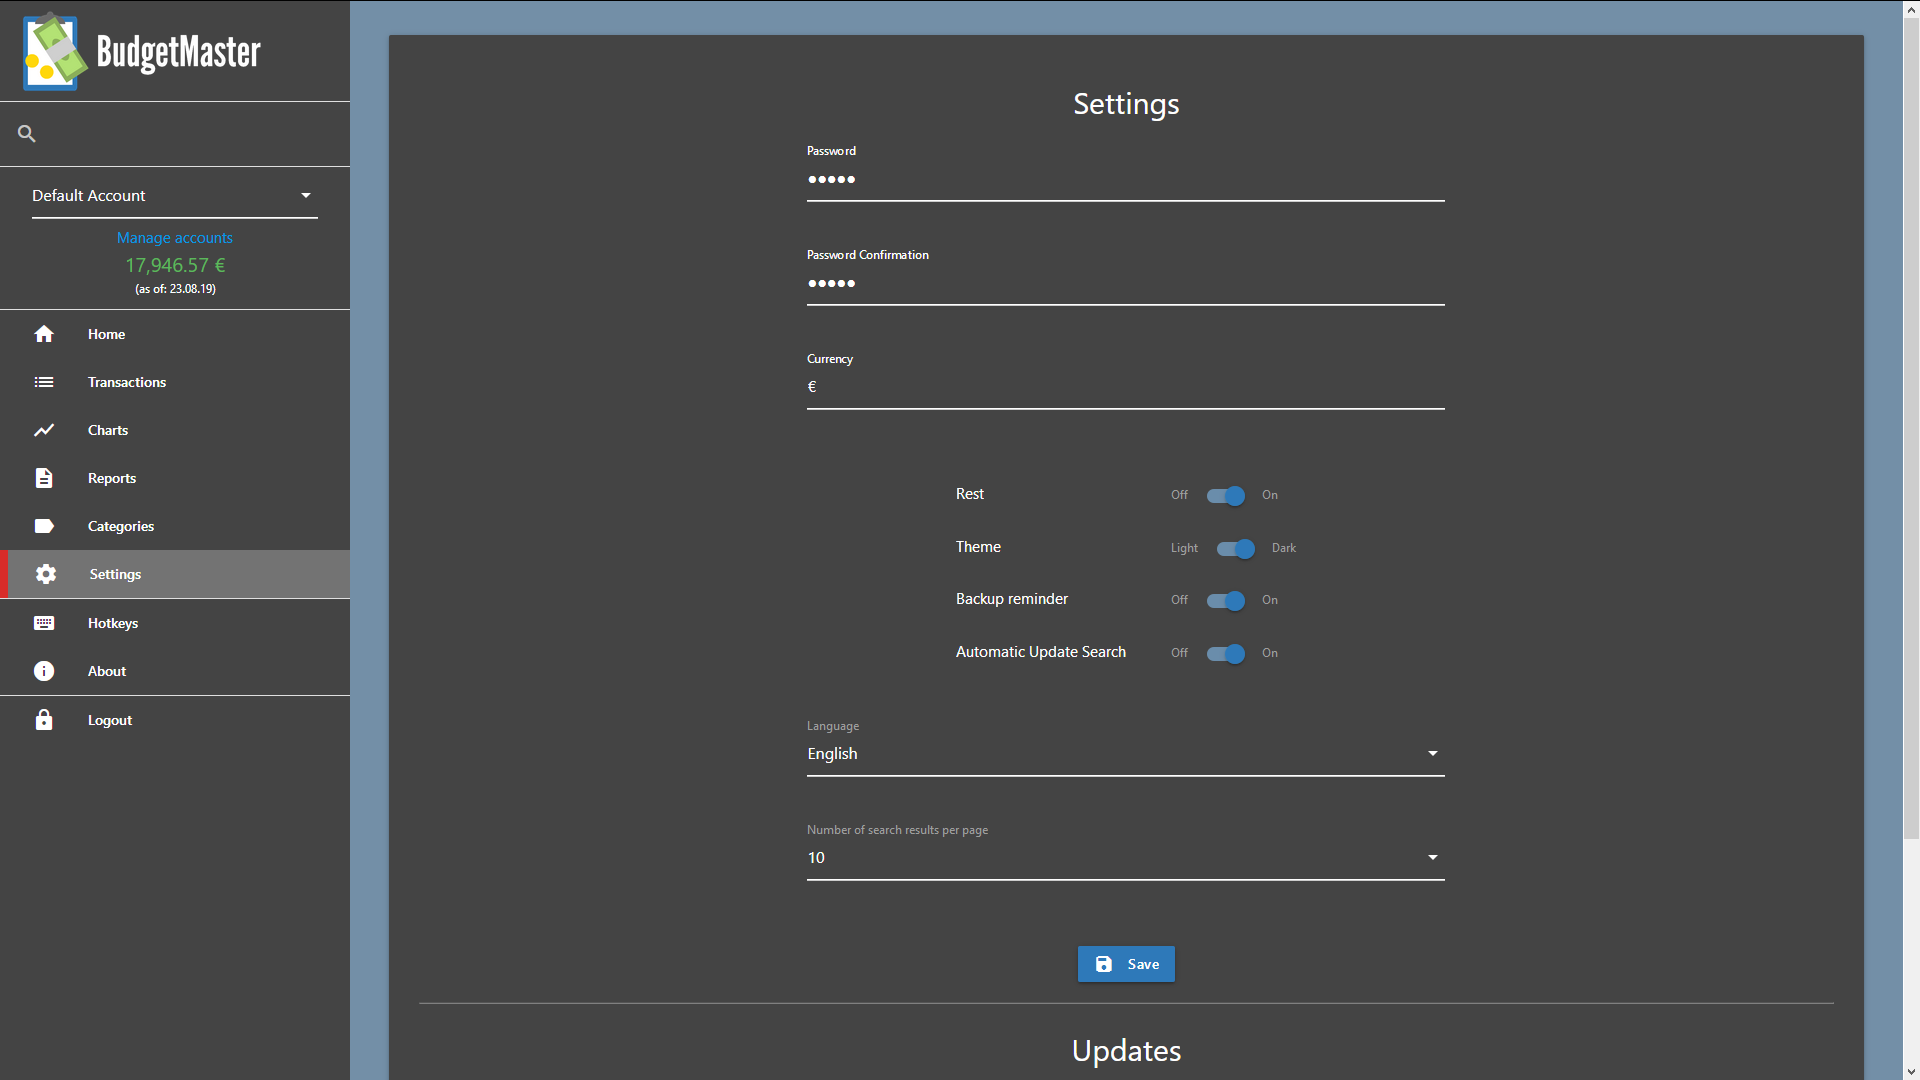 BudgetMaster
Default Account
Manage accounts
17,946.57 €
(as of: 23.08.19)
Home
Transactions
Charts
Reports
Categories
Settings
Hotkeys
About
Logout
Settings
Password
•••••
Password Confirmation
•••••
Currency
€
Rest Off On
Theme Light Dark
Backup reminder Off On
Automatic Update Search Off On
Language
English
Number of search results per page
10
Save
Updates